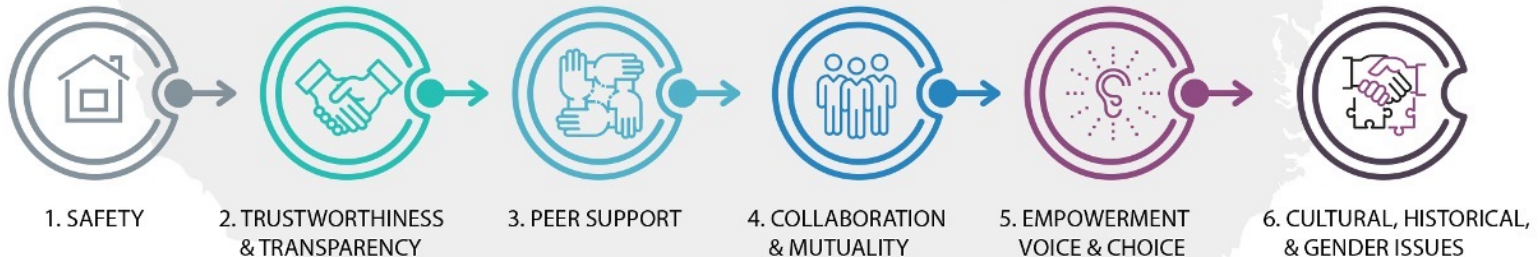 1. SAFETY
2. TRUSTWORTHINESS
& TRANSPARENCY
3. PEER SUPPORT
4. COLLABORATION
& MUTUALITY
5. EMPOWERMENT
VOICE & CHOICE
6. CULTURAL, HISTORICAL,
& GENDER ISSUES